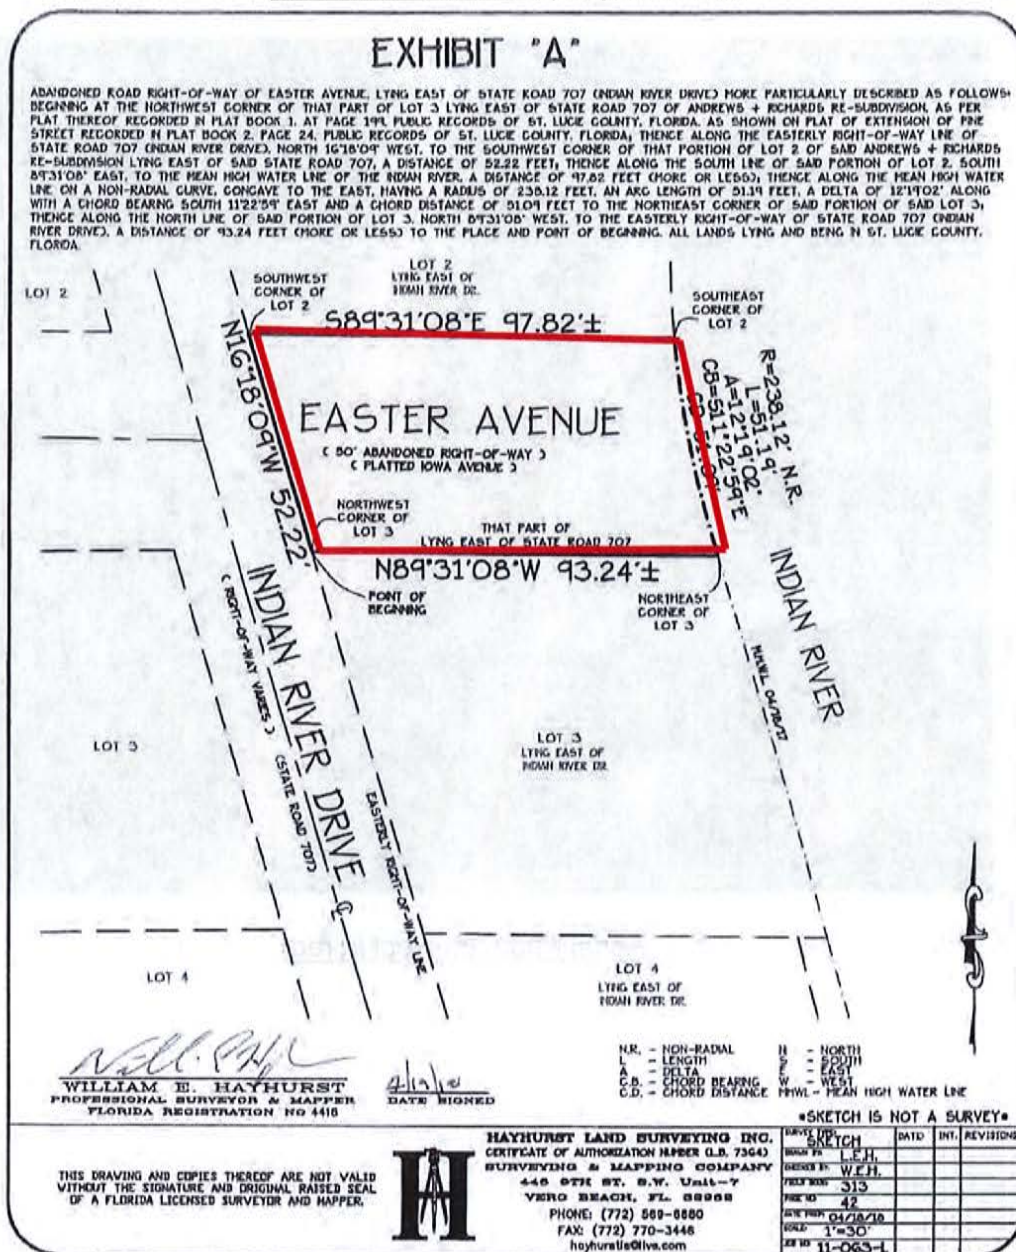 EXHIBIT "A"
ABANDONED ROAD RIGHT-OF-WAY OF EASTER AVENUE, LYING EAST OF STATE ROAD 707 (INDIAN RIVER DRIVE) MORE PARTICULARLY DESCRIBED AS FOLLOWS:
BEGINNING AT THE NORTHWEST CORNER OF THAT PART OF LOT 3 LYING EAST OF STATE ROAD 707 OF ANDREWS + RICHARDS RE-SUBDIVISION, AS PER
PLAT THEREOF RECORDED IN PLAT BOOK 1, AT PAGE 199, PUBLIC RECORDS OF ST. LUCIE COUNTY, FLORIDA. AS SHOWN ON PLAT OF EXTENSION OF PINE
STREET RECORDED IN PLAT BOOK 2, PAGE 24, PUBLIC RECORDS OF ST. LUCIE COUNTY, FLORIDA, THENCE ALONG THE EASTERLY RIGHT-OF-WAY LINE OF
STATE ROAD 707 (INDIAN RIVER DRIVE), NORTH 16°18'09" WEST, TO THE SOUTHWEST CORNER OF THAT PORTION OF LOT 2 OF SAID ANDREWS + RICHARDS
RE-SUBDIVISION LYING EAST OF SAID STATE ROAD 707, A DISTANCE OF 52.22 FEET, THENCE ALONG THE SOUTH LINE OF SAID PORTION OF LOT 2, SOUTH
89°31'08" EAST, TO THE MEAN HIGH WATER LINE OF THE INDIAN RIVER, A DISTANCE OF 97.82 FEET (MORE OR LESS), THENCE ALONG THE MEAN HIGH WATER
LINE ON A NON-RADIAL CURVE, CONCAVE TO THE EAST, HAVING A RADIUS OF 238.12 FEET, AN ARC LENGTH OF 51.19 FEET, A DELTA OF 12°19'02" ALONG
WITH A CHORD BEARING SOUTH 11°22'59" EAST AND A CHORD DISTANCE OF 51.09 FEET TO THE NORTHEAST CORNER OF SAID PORTION OF SAID LOT 3,
THENCE ALONG THE NORTH LINE OF SAID PORTION OF LOT 3, NORTH 89°31'08" WEST, TO THE EASTERLY RIGHT-OF-WAY OF STATE ROAD 707 (INDIAN
RIVER DRIVE), A DISTANCE OF 93.24 FEET (MORE OR LESS) TO THE PLACE AND POINT OF BEGINNING. ALL LANDS LYING AND BEING IN ST. LUCIE COUNTY,
FLORIDA.
LOT 2
SOUTHWEST
CORNER OF
LOT 2
LOT 2
LYING EAST OF
INDIAN RIVER DR.
SOUTHEAST
CORNER OF
LOT 2
S89°31'08"E 97.82'±
N16°18'09"W 52.22'
EASTER AVENUE
( 50' ABANDONED RIGHT-OF-WAY )
( PLATTED IOWA AVENUE )
R=238.12' N.R.
L=51.19'
Δ=12°19'02"
CB=S11°22'59"E
NORTHWEST
CORNER OF
LOT 3
THAT PART OF
LYING EAST OF STATE ROAD 707
N89°31'08"W 93.24'±
POINT OF
BEGINNING
NORTHEAST
CORNER OF
LOT 3
INDIAN RIVER
INDIAN RIVER DRIVE
( RIGHT-OF-WAY VARIES )
(STATE ROAD 707)
EASTERLY RIGHT-OF-WAY LINE
LOT 3
LOT 3
LYING EAST OF
INDIAN RIVER DR.
LOT 4
LOT 4
LYING EAST OF
INDIAN RIVER DR.
WILLIAM E. HAYHURST
PROFESSIONAL SURVEYOR & MAPPER
FLORIDA REGISTRATION NO 4416
DATE SIGNED
N.R. - NON-RADIAL
L - LENGTH
Δ - DELTA
C.B. - CHORD BEARING
C.D. - CHORD DISTANCE
N - NORTH
S - SOUTH
E - EAST
W - WEST
MHWL - MEAN HIGH WATER LINE
*SKETCH IS NOT A SURVEY*
THIS DRAWING AND COPIES THEREOF ARE NOT VALID
WITHOUT THE SIGNATURE AND ORIGINAL RAISED SEAL
OF A FLORIDA LICENSED SURVEYOR AND MAPPER.
H
HAYHURST LAND SURVEYING INC.
CERTIFICATE OF AUTHORIZATION NUMBER (L.B. 7364)
SURVEYING & MAPPING COMPANY
446 9TH ST. S.W. Unit-7
VERO BEACH, FL.
PHONE: (772) 569-6680
FAX: (772) 770-3446
hayhurstls@live.com
SKETCH
L.E.H.
W.E.H.
313
42
04/18/18
SCALE: 1"=30'
11-063-L
DATE INT. REVISIONS